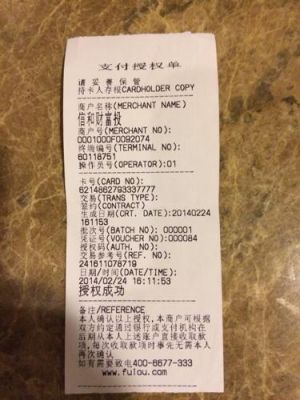 支付授权单
请妥善保管
持卡人存根CARDHOLDER COPY
商户名称(MERCHANT NAME)
信和财富投
商户号(MERCHANT NO):
0001000F0092074
终端编号(TERMINAL NO):
60118751
操作员号(OPERATOR):01
卡号(CARD NO):
6214862793337777
交易(TRANS TYPE):
签约(CONTRACT)
生成日期(CRT. DATE):20140224
161153
批次号(BATCH NO): 000001
凭证号(VOUCHER NO):000084
授权码(AUTH. NO):
交易参考号(REF. NO):
241611078719
日期/时间(DATE/TIME):
2014/02/24 16:11:53
授权成功
备注/REFERENCE
本人确认以上授权,本商户可根据
双方约定通过银行或支付机构在
后期从本人上述账户直接收取款
项,每次收取款项时事先无需本人
再次确认.
如有需要致电400-6677-333
www.fuiou.com